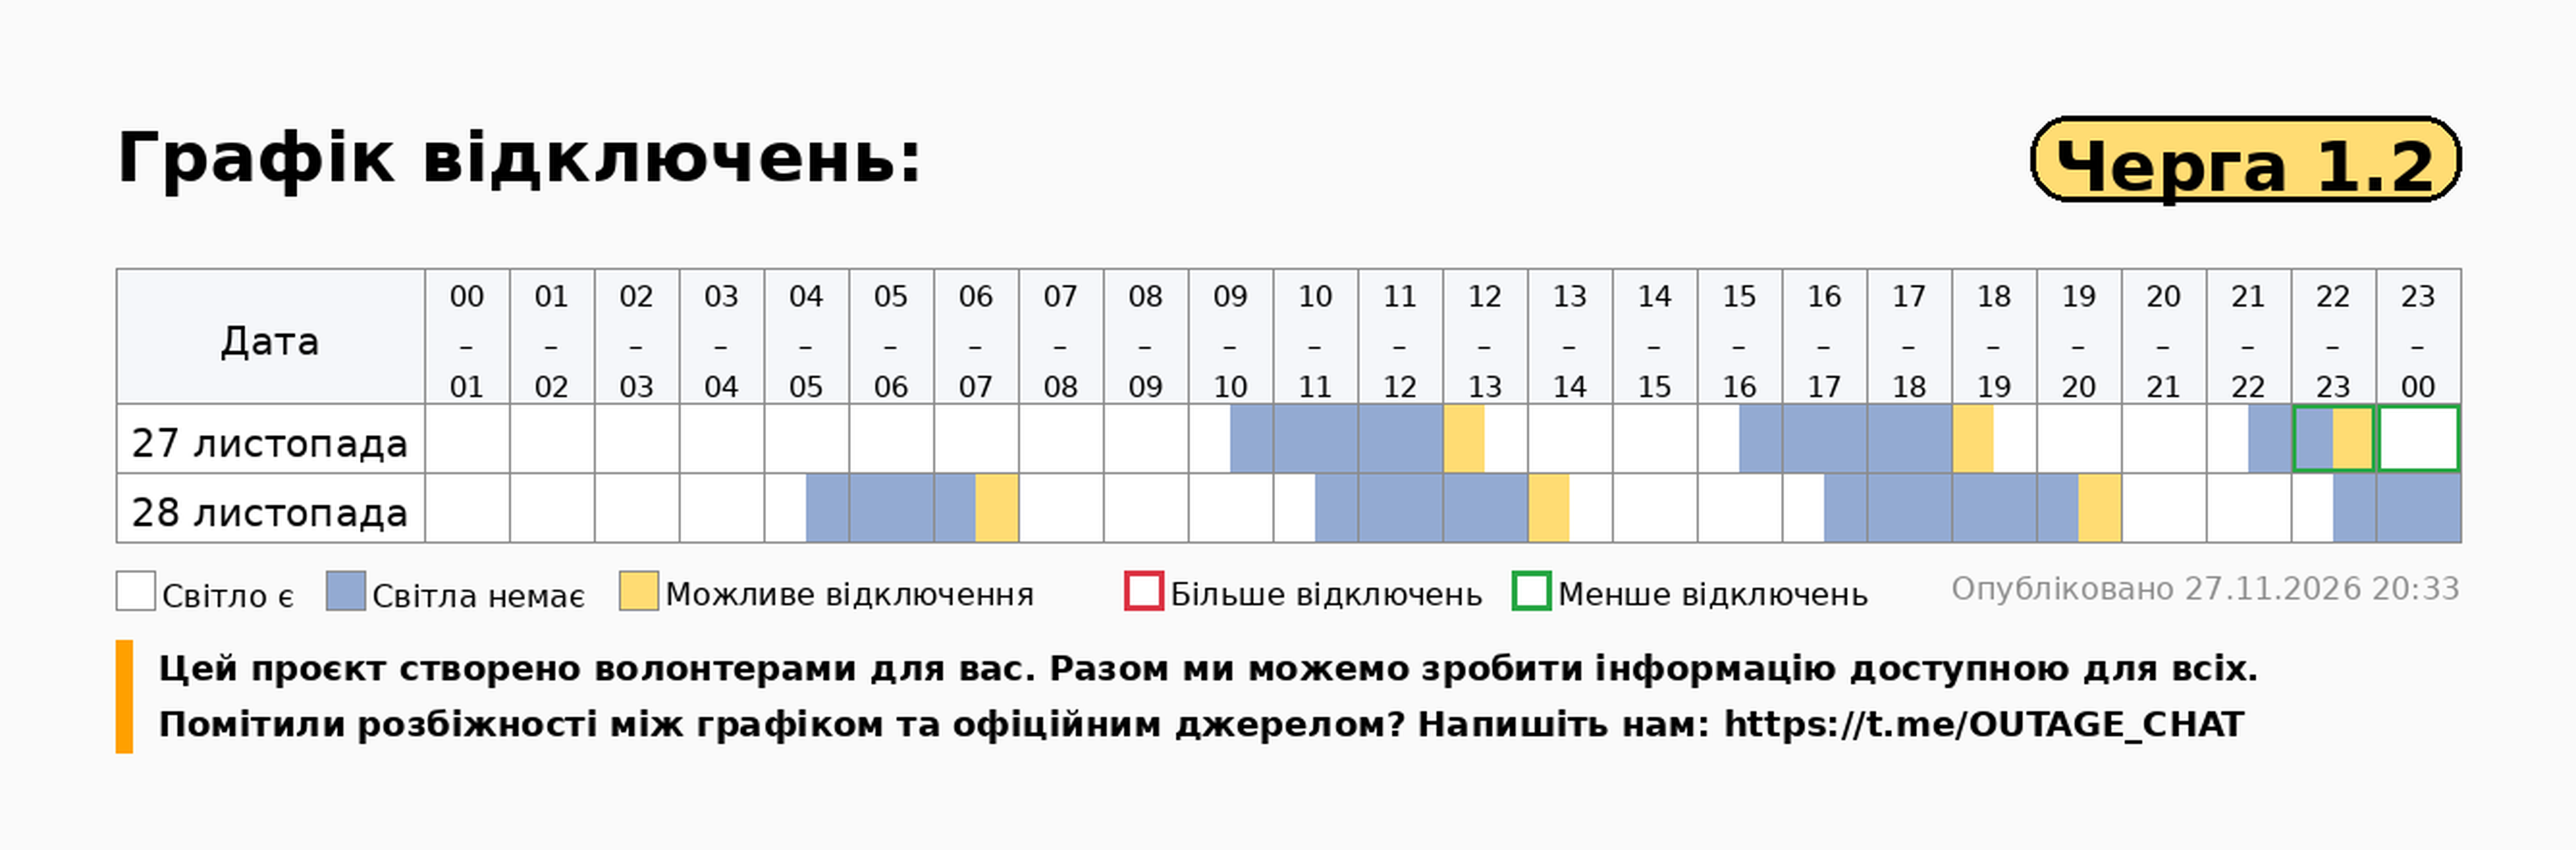 Графік відключень:
Черга 1.2
Дата
00 – 01
01 – 02
02 – 03
03 – 04
04 – 05
05 – 06
06 – 07
07 – 08
08 – 09
09 – 10
10 – 11
11 – 12
12 – 13
13 – 14
14 – 15
15 – 16
16 – 17
17 – 18
18 – 19
19 – 20
20 – 21
21 – 22
22 – 23
23 – 00
27 листопада
28 листопада
Світло є
Світла немає
Можливе відключення
Більше відключень
Менше відключень
Опубліковано 27.11.2026 20:33
Цей проєкт створено волонтерами для вас. Разом ми можемо зробити інформацію доступною для всіх.
Помітили розбіжності між графіком та офіційним джерелом? Напишіть нам: https://t.me/OUTAGE_CHAT